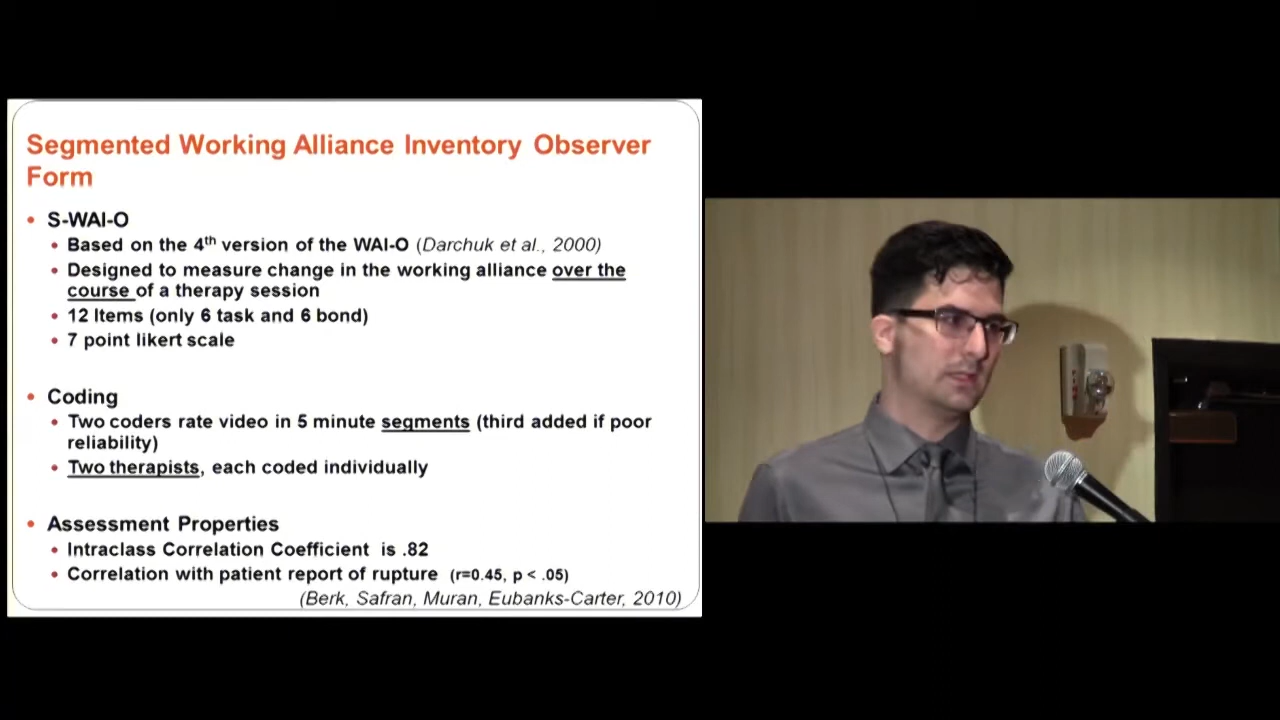 Segmented Working Alliance Inventory Observer
Form
• S-WAI-O
• Based on the 4th version of the WAI-O (Darchuk et al., 2000)
• Designed to measure change in the working alliance over the
course of a therapy session
• 12 Items (only 6 task and 6 bond)
• 7 point likert scale
• Coding
• Two coders rate video in 5 minute segments (third added if poor
reliability)
• Two therapists, each coded individually
• Assessment Properties
• Intraclass Correlation Coefficient is .82
• Correlation with patient report of rupture (r=0.45, p < .05)
(Berk, Safran, Muran, Eubanks-Carter, 2010)